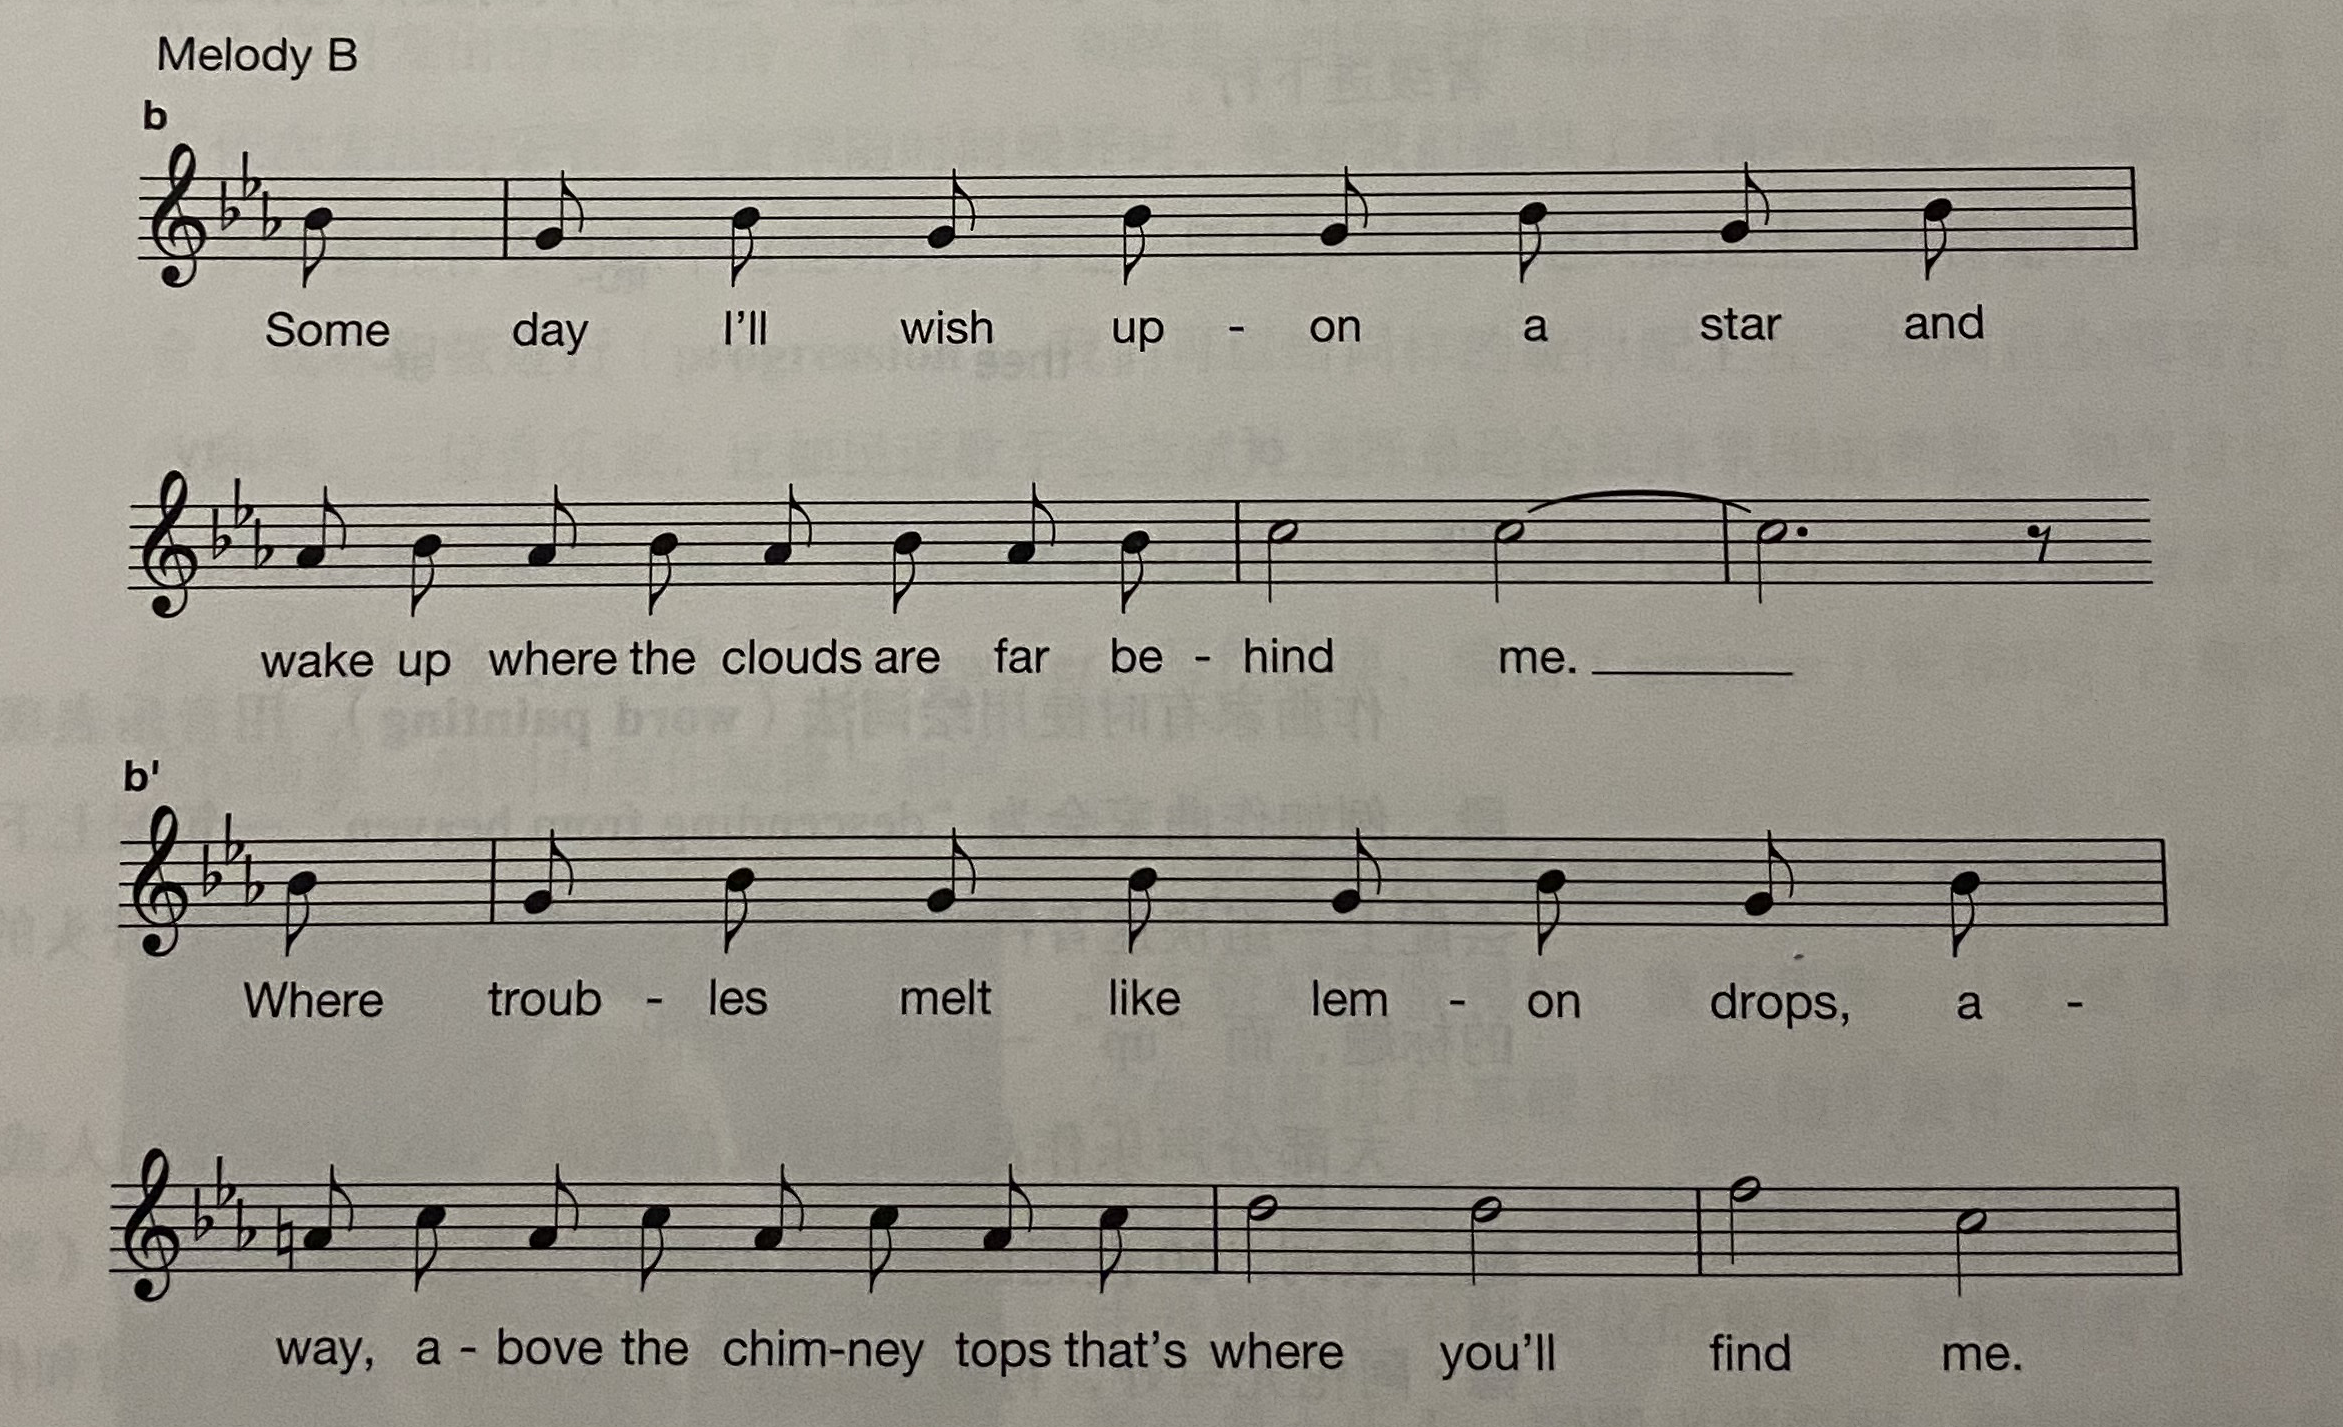 Melody B
b
Some day I'll wish up - on a star and
wake up where the clouds are far be - hind me.
b'
Where troub - les melt like lem - on drops, a -
way, a - bove the chim-ney tops that's where you'll find me.